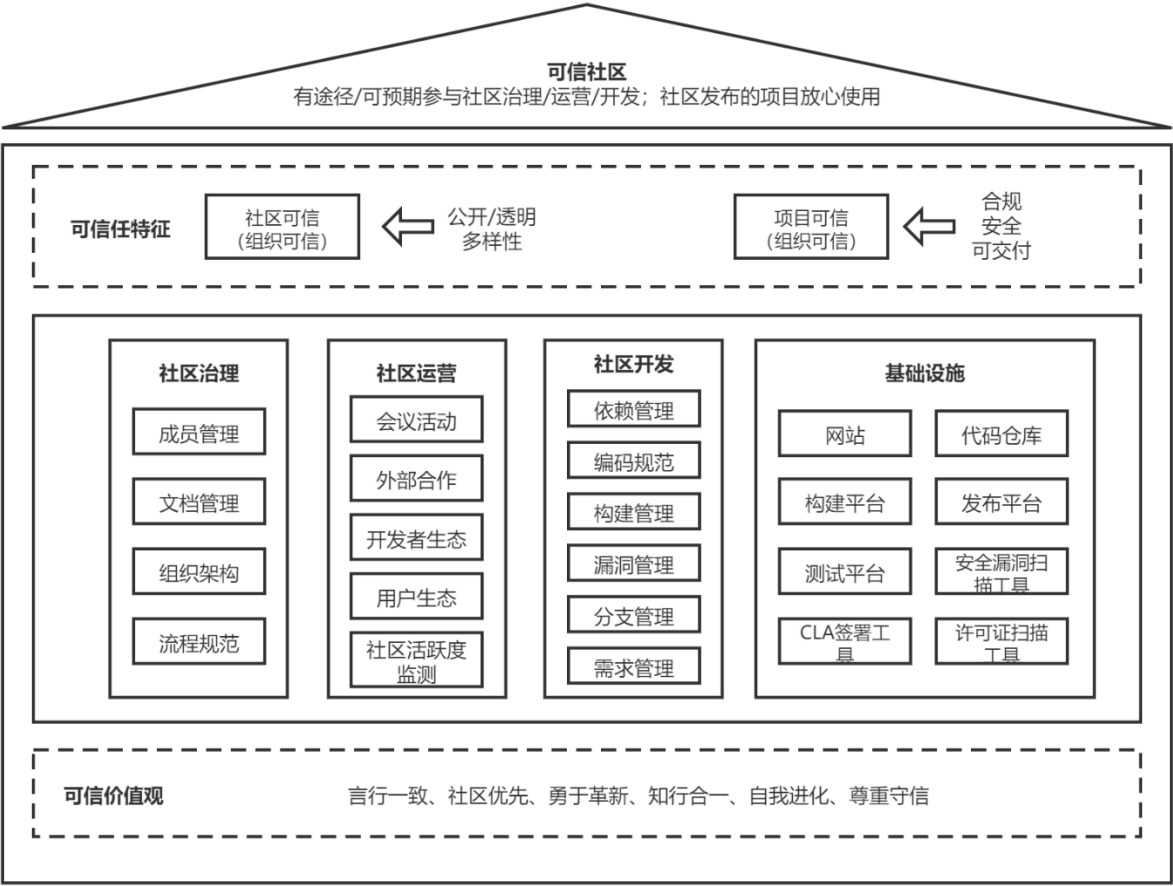 可信社区
有途径/可预期参与社区治理/运营/开发；社区发布的项目放心使用
可信任特征
社区可信
（组织可信）
公开/透明
多样性
项目可信
（组织可信）
合规
安全
可交付
社区治理
成员管理
文档管理
组织架构
流程规范
社区运营
会议活动
外部合作
开发者生态
用户生态
社区活跃度
监测
社区开发
依赖管理
编码规范
构建管理
漏洞管理
分支管理
需求管理
基础设施
网站
代码仓库
构建平台
发布平台
测试平台
安全漏洞扫
描工具
CLA签署工
具
许可证扫描
工具
可信价值观
言行一致、社区优先、勇于革新、知行合一、自我进化、尊重守信